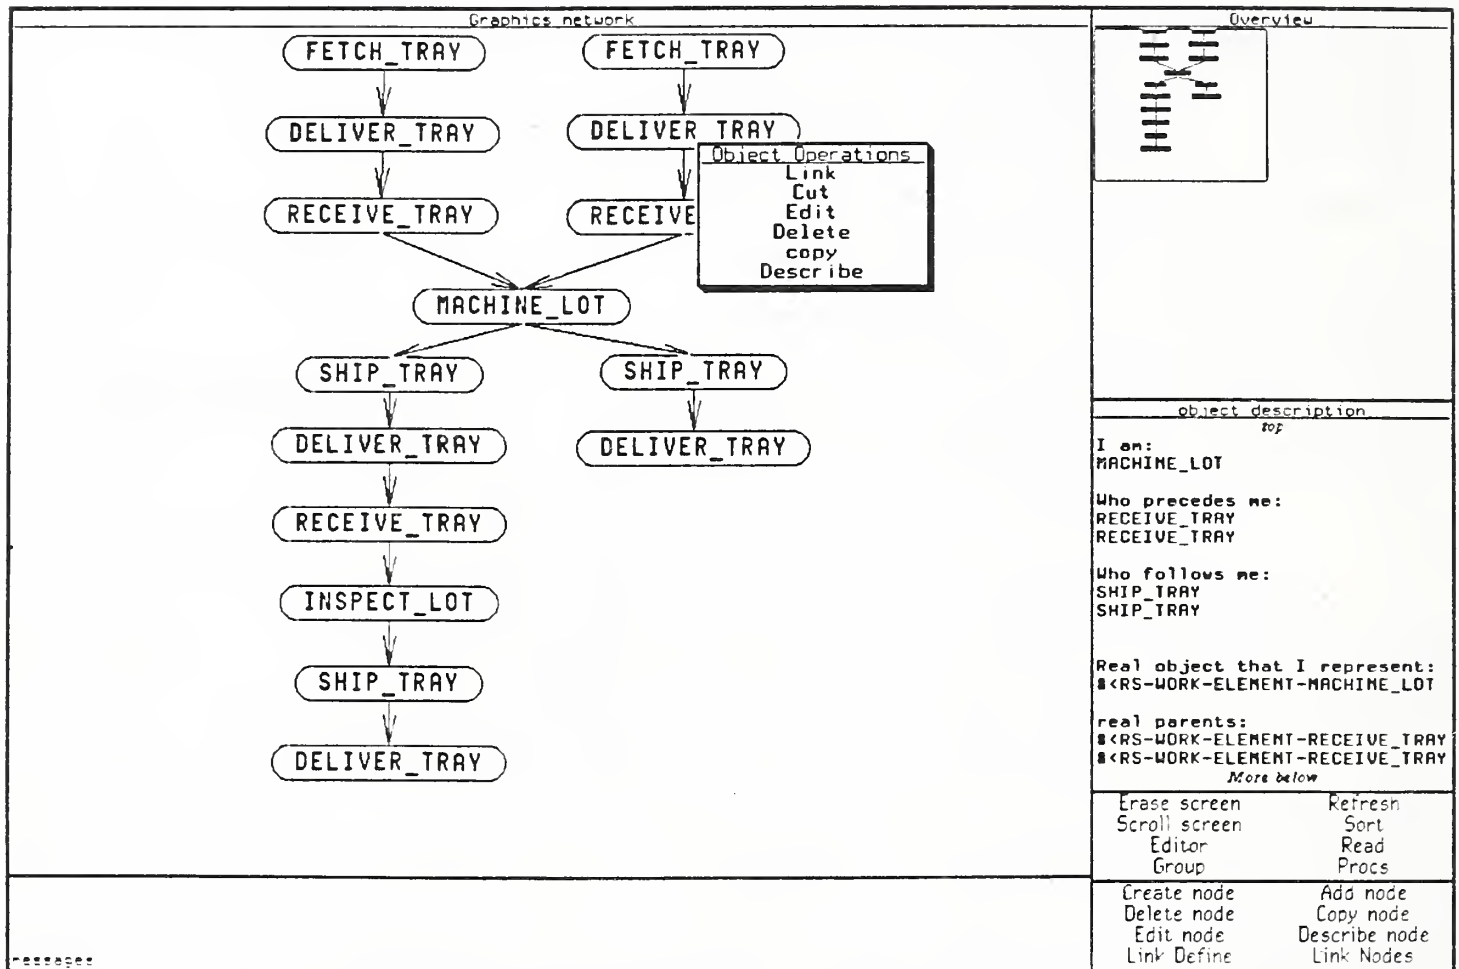 Graphics network
FETCH_TRAY FETCH_TRAY
DELIVER_TRAY DELIVER_TRAY
RECEIVE_TRAY RECEIVE
Object Operations
Link
Cut
Edit
Delete
copy
Describe
MACHINE_LOT
SHIP_TRAY SHIP_TRAY
DELIVER_TRAY DELIVER_TRAY
RECEIVE_TRAY
INSPECT_LOT
SHIP_TRAY
DELIVER_TRAY
messages
Overview
object description
top
I am:
MACHINE_LOT
Who precedes me:
RECEIVE_TRAY
RECEIVE_TRAY
Who follows me:
SHIP_TRAY
SHIP_TRAY
Real object that I represent:
#<RS-WORK-ELEMENT-MACHINE_LOT
real parents:
#<RS-WORK-ELEMENT-RECEIVE_TRAY
#<RS-WORK-ELEMENT-RECEIVE_TRAY
More below
Erase screen Refresh
Scroll screen Sort
Editor Read
Group Procs
Create node Add node
Delete node Copy node
Edit node Describe node
Link Define Link Nodes